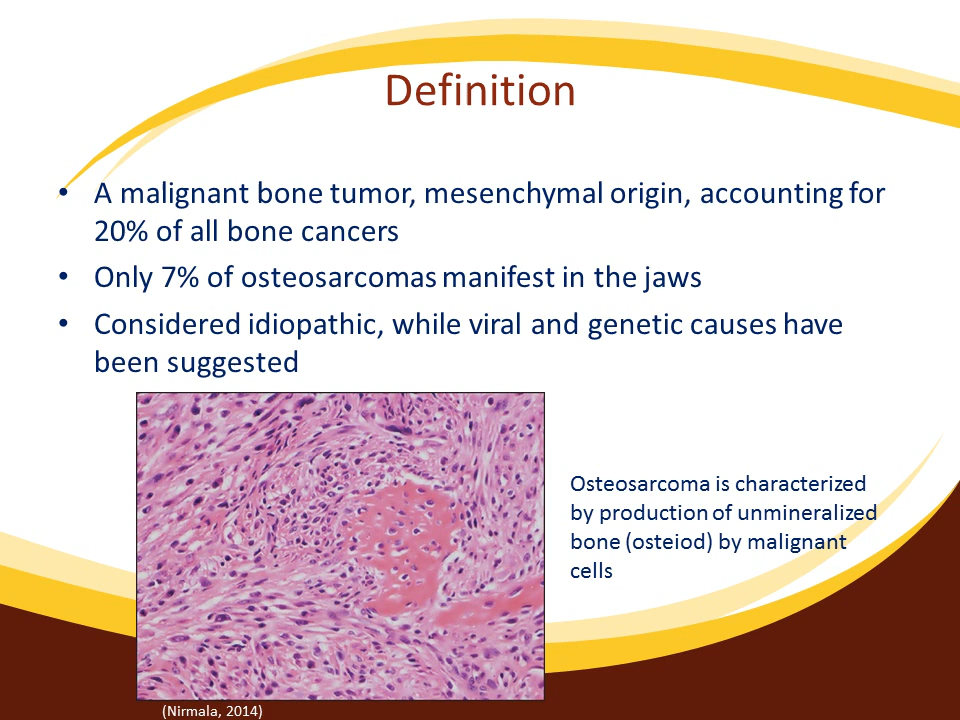 Definition
• A malignant bone tumor, mesenchymal origin, accounting for
20% of all bone cancers
• Only 7% of osteosarcomas manifest in the jaws
• Considered idiopathic, while viral and genetic causes have
been suggested
Osteosarcoma is characterized
by production of unmineralized
bone (osteiod) by malignant
cells
(Nirmala, 2014)